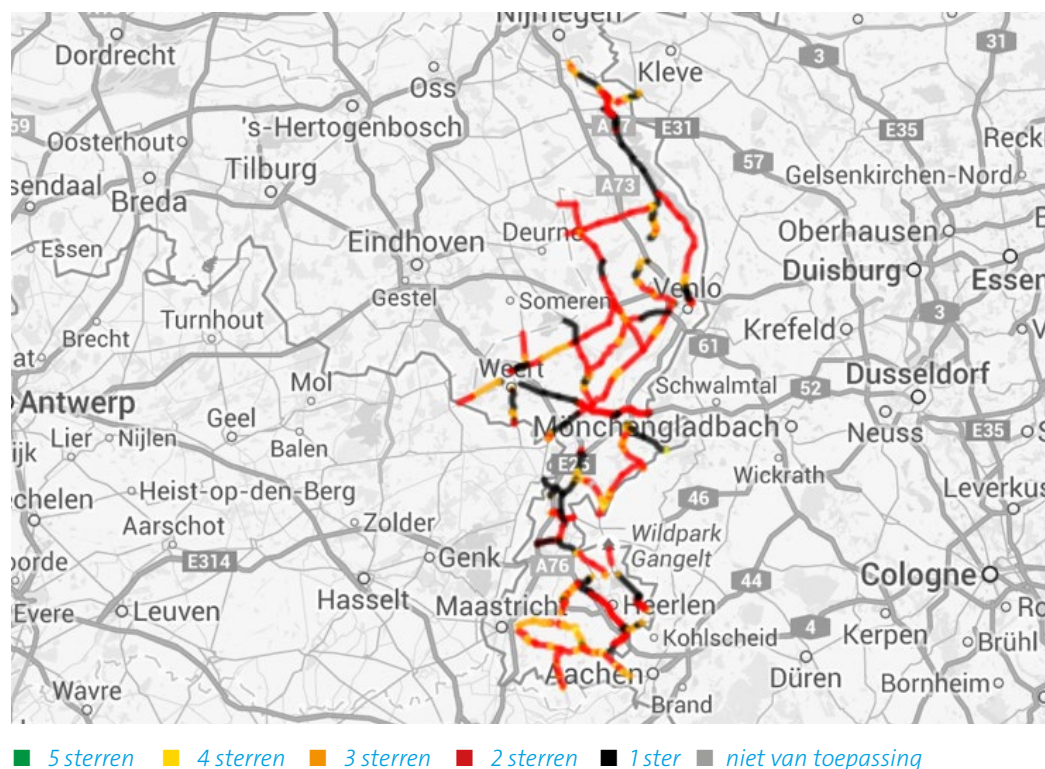 Nijmegen
Dordrecht
Kleve
3
31
Oss
59
's-Hertogenbosch
E31
E35
Oosterhout
57
Tilburg
Gelsenkirchen-Nord
A73
Breda
Deurne
Oberhausen
Eindhoven
Essen
Duisburg
Essen
Gestel
Someren
Venlo
3
Turnhout
Krefeld
Brecht
61
Weert
Mol
Schwalmtal
52
Dusseldorf
Antwerp
Geel
Mönchengladbach
Neuss
E35
Lier
Nijlen
Balen
E25
Wickrath
Heist-op-den-Berg
46
Leverkus
Aarschot
Zolder
Wildpark
Gangelt
E314
Genk
A76
44
Cologne
Hasselt
Maastricht
Heerlen
Evere
Leuven
4
Kerpen
Kohlscheid
Brühl
Aachen
Düren
Bornheim
Wavre
Brand
5 sterren 4 sterren 3 sterren 2 sterren 1 ster niet van toepassing